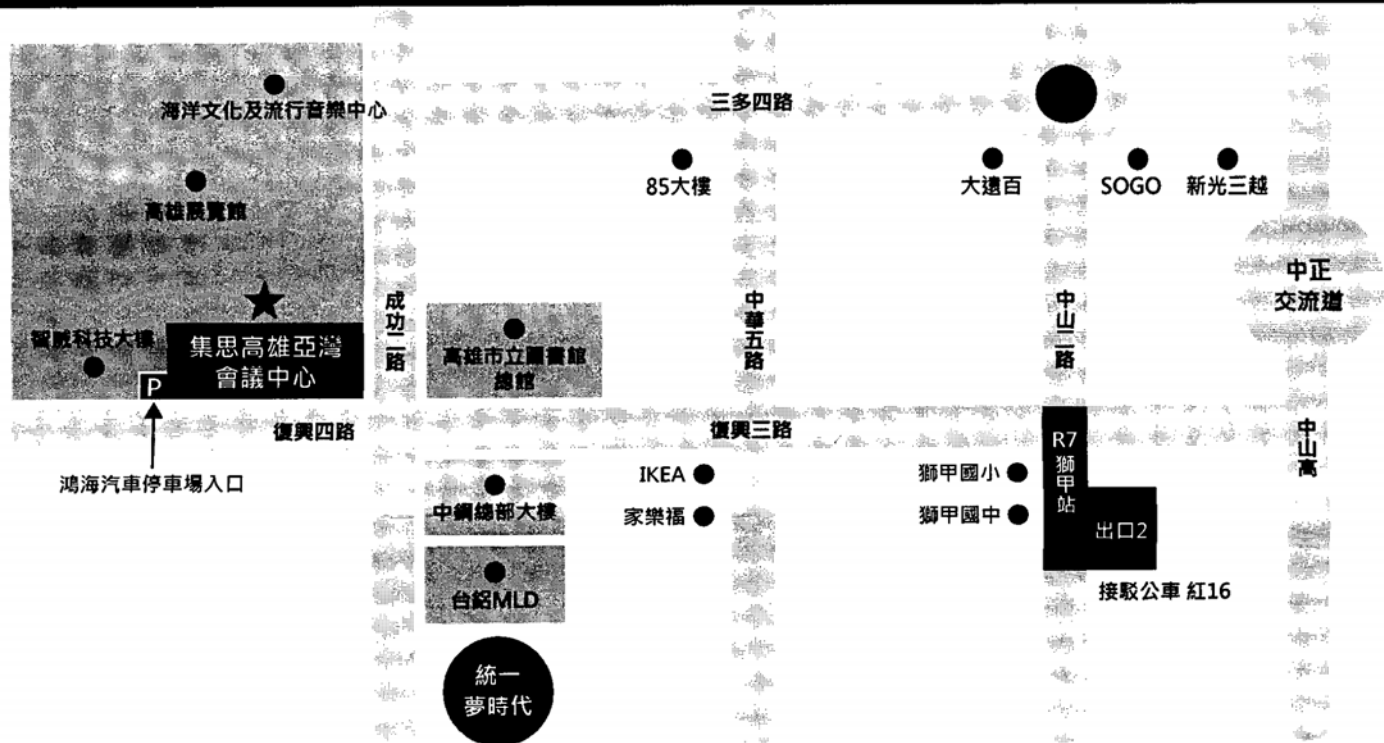 海洋文化及流行音樂中心
三多四路
高雄展覽館
85大樓
大遠百
SOGO
新光三越
中正
交流道
成功二路
中華五路
中山二路
智威科技大樓
集思高雄亞灣
會議中心
P
高雄市立圖書館
總館
復興四路
復興三路
中山高
鴻海汽車停車場入口
R7
獅甲站
出口2
接駁公車 紅16
IKEA
家樂福
獅甲國小
獅甲國中
中鋼總部大樓
台鋁MLD
統一
夢時代